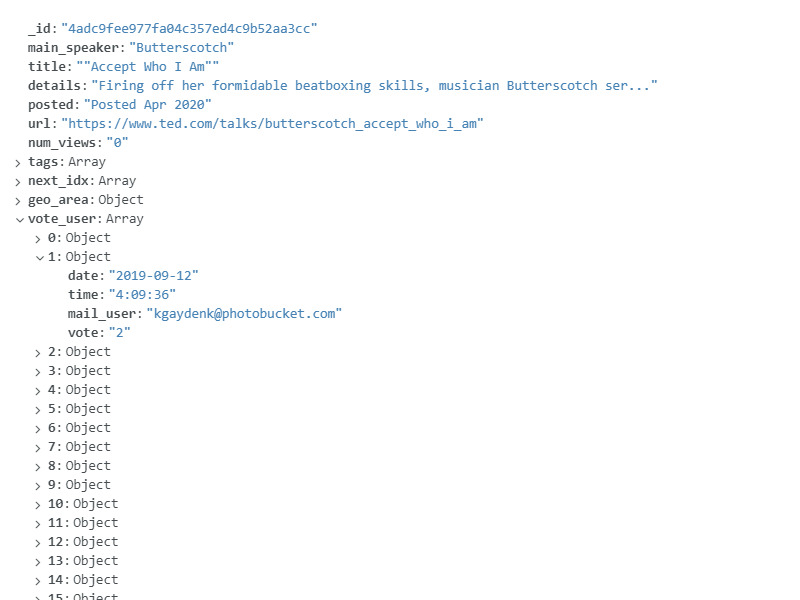 _id: "4adc9fee977fa04c357ed4c9b52aa3cc"
main_speaker: "Butterscotch"
title: ""Accept Who I Am""
details: "Firing off her formidable beatboxing skills, musician Butterscotch ser..."
posted: "Posted Apr 2020"
url: "https://www.ted.com/talks/butterscotch_accept_who_i_am"
num_views: "0"
tags: Array
next_idx: Array
geo_area: Object
vote_user: Array
0: Object
1: Object
date: "2019-09-12"
time: "4:09:36"
mail_user: "kgaydenk@photobucket.com"
vote: "2"
2: Object
3: Object
4: Object
5: Object
6: Object
7: Object
8: Object
9: Object
10: Object
11: Object
12: Object
13: Object
14: Object
15: Object